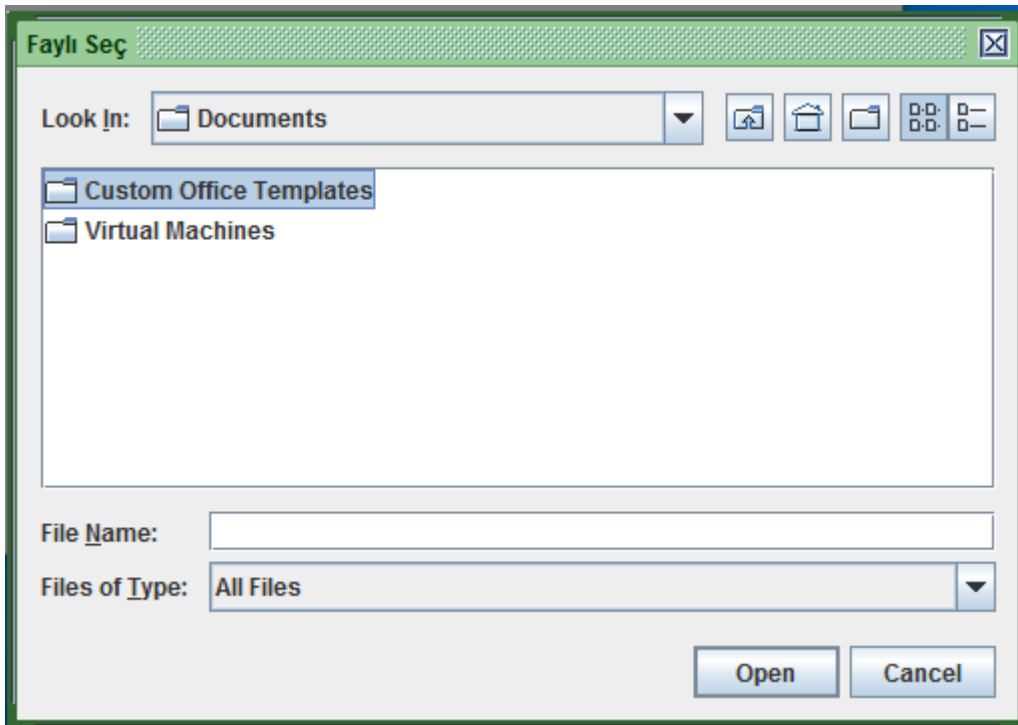 Faylı Seç
Look In: Documents
Custom Office Templates
Virtual Machines
File Name:
Files of Type: All Files
Open Cancel